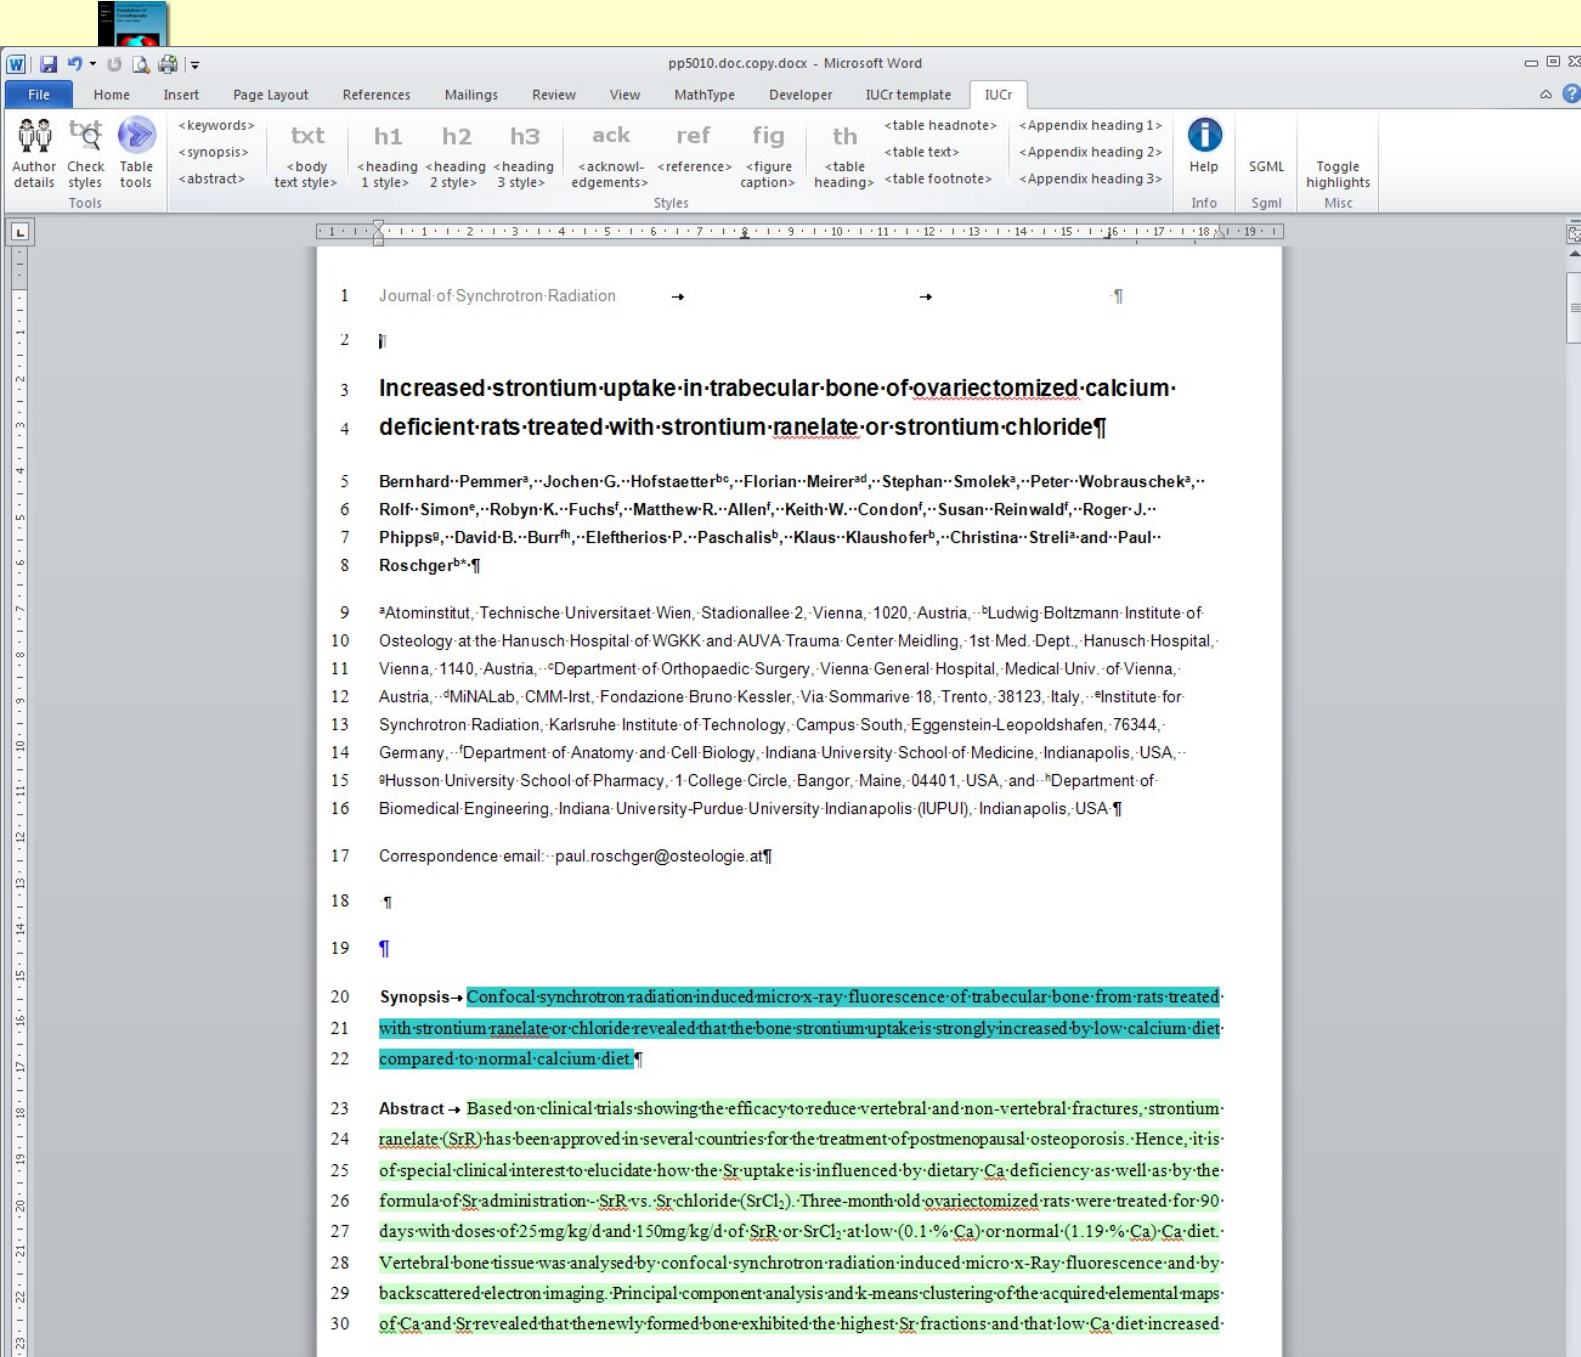 pp5010.doc.copy.docx - Microsoft Word
File Home Insert Page Layout References Mailings Review View MathType Developer IUCr template IUCr
Author details
Check styles
Table tools
Tools
<keywords>
<synopsis>
<abstract>
txt <body text style>
h1 <heading 1 style>
h2 <heading 2 style>
h3 <heading 3 style>
ack <acknowl-edgements>
ref <reference>
fig <figure caption>
th <table heading>
<table headnote>
<table text>
<table footnote>
<Appendix heading 1>
<Appendix heading 2>
<Appendix heading 3>
Styles
Help
Info
SGML
Sgml
Toggle highlights
Misc
1 Journal of Synchrotron Radiation → → ¶
2 ¶
3 Increased strontium uptake in trabecular bone of ovariectomized calcium
4 deficient rats treated with strontium ranelate or strontium chloride¶
5 Bernhard Pemmerᵃ, Jochen G. Hofstaetterᵇᶜ, Florian Meirerᵃᵈ, Stephan Smolekᵃ, Peter Wobrauschekᵃ,
6 Rolf Simonᵉ, Robyn K. Fuchsᶠ, Matthew R. Allenᶠ, Keith W. Condonᶠ, Susan Reinwaldᶠ, Roger J.
7 Phippsᵍ, David B. Burrᶠʰ, Eleftherios P. Paschalisᵇ, Klaus Klaushoferᵇ, Christina Streliᵃ and Paul
8 Roschgerᵇ* ¶
9 ᵃAtominstitut, Technische Universitaet Wien, Stadionallee 2, Vienna, 1020, Austria, ᵇLudwig Boltzmann Institute of
10 Osteology at the Hanusch Hospital of WGKK and AUVA Trauma Center Meidling, 1st Med. Dept., Hanusch Hospital,
11 Vienna, 1140, Austria, ᶜDepartment of Orthopaedic Surgery, Vienna General Hospital, Medical Univ. of Vienna,
12 Austria, ᵈMiNALab, CMM-Irst, Fondazione Bruno Kessler, Via Sommarive 18, Trento, 38123, Italy, ᵉInstitute for
13 Synchrotron Radiation, Karlsruhe Institute of Technology, Campus South, Eggenstein-Leopoldshafen, 76344,
14 Germany, ᶠDepartment of Anatomy and Cell Biology, Indiana University School of Medicine, Indianapolis, USA,
15 ᵍHusson University School of Pharmacy, 1 College Circle, Bangor, Maine, 04401, USA, and ʰDepartment of
16 Biomedical Engineering, Indiana University-Purdue University Indianapolis (IUPUI), Indianapolis, USA ¶
17 Correspondence email: paul.roschger@osteologie.at¶
18 ¶
19 ¶
20 Synopsis→ Confocal synchrotron radiation induced micro x-ray fluorescence of trabecular bone from rats treated
21 with strontium ranelate or chloride revealed that the bone strontium uptake is strongly increased by low calcium diet
22 compared to normal calcium diet.¶
23 Abstract → Based on clinical trials showing the efficacy to reduce vertebral and non-vertebral fractures, strontium
24 ranelate (SrR) has been approved in several countries for the treatment of postmenopausal osteoporosis. Hence, it is
25 of special clinical interest to elucidate how the Sr uptake is influenced by dietary Ca deficiency as well as by the
26 formula of Sr administration - SrR vs. Sr chloride (SrCl₂). Three-month old ovariectomized rats were treated for 90
27 days with doses of 25 mg/kg/d and 150mg/kg/d of SrR or SrCl₂ at low (0.1 % Ca) or normal (1.19 % Ca) Ca diet.
28 Vertebral bone tissue was analysed by confocal synchrotron radiation induced micro x-Ray fluorescence and by
29 backscattered electron imaging. Principal component analysis and k-means clustering of the acquired elemental maps
30 of Ca and Sr revealed that the newly formed bone exhibited the highest Sr fractions and that low Ca diet increased